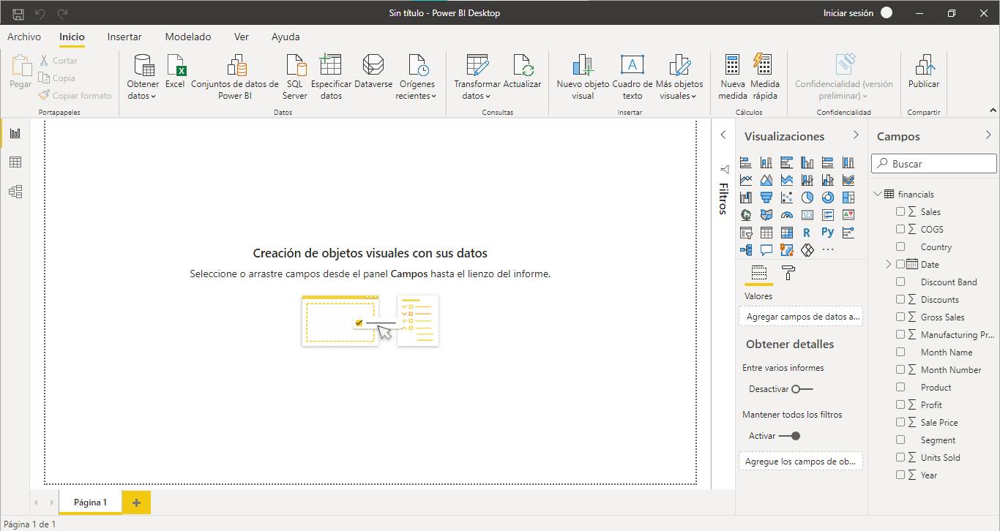 Sin título - Power BI Desktop
Iniciar sesión
Archivo Inicio Insertar Modelado Ver Ayuda
Pegar
Cortar
Copia
Copiar formato
Portapapeles
Obtener
datos
Excel
Conjuntos de datos de
Power BI
SQL
Server
Especificar
datos
Dataverse
Orígenes
recientes
Datos
Transformar
datos
Actualizar
Consultas
Nuevo objeto
visual
A
Cuadro de
texto
Más objetos
visuales
Insertar
Nueva
medida
Medida
rápida
Cálculos
Confidencialidad (versión
preliminar)
Confidencialidad
Publicar
Compartir
Creación de objetos visuales con sus datos
Seleccione o arrastre campos desde el panel Campos hasta el lienzo del informe.
Filtros
Visualizaciones
123
R Py
Valores
Agregar campos de datos a...
Obtener detalles
Entre varios informes
Desactivar
Mantener todos los filtros
Activar
Agregue los campos de ob...
Campos
Buscar
financials
Sales
COGS
Country
Date
Discount Band
Discounts
Gross Sales
Manufacturing Pr...
Month Name
Month Number
Product
Profit
Sale Price
Segment
Units Sold
Year
Página 1
Página 1 de 1